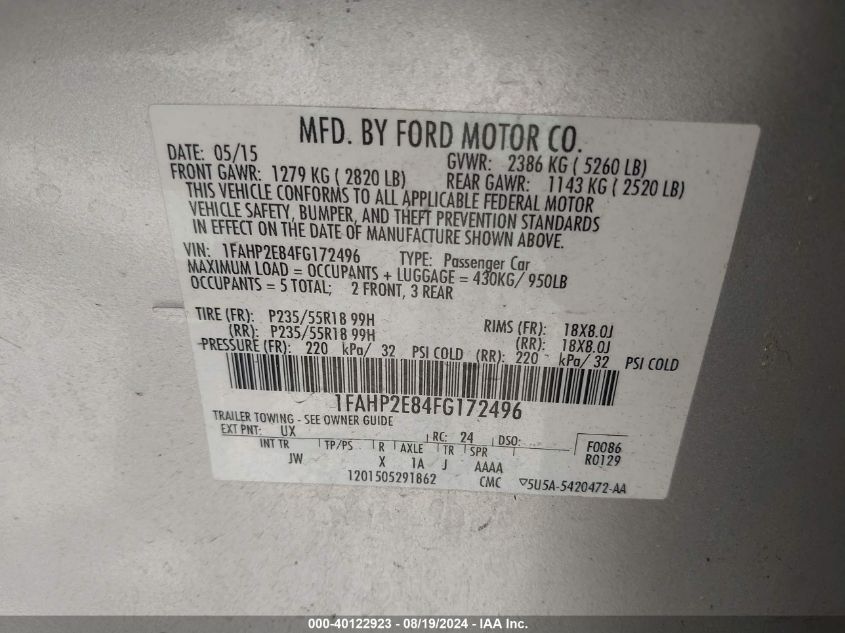 MFD. BY FORD MOTOR CO.
DATE: 05/15 GVWR: 2386 KG ( 5260 LB)
FRONT GAWR: 1279 KG ( 2820 LB) REAR GAWR: 1143 KG ( 2520 LB)
THIS VEHICLE CONFORMS TO ALL APPLICABLE FEDERAL MOTOR
VEHICLE SAFETY, BUMPER, AND THEFT PREVENTION STANDARDS
IN EFFECT ON THE DATE OF MANUFACTURE SHOWN ABOVE.
VIN: 1FAHP2E84FG172496 TYPE: Passenger Car
MAXIMUM LOAD = OCCUPANTS + LUGGAGE = 430KG/ 950LB
OCCUPANTS = 5 TOTAL; 2 FRONT, 3 REAR
TIRE (FR): P235/55R18 99H RIMS (FR): 18X8.0J
(RR): P235/55R18 99H (RR): 18X8.0J
PRESSURE (FR): 220 kPa/ 32 PSI COLD (RR): 220 kPa/ 32 PSI COLD
1FAHP2E84FG172496
TRAILER TOWING - SEE OWNER GUIDE
EXT PNT: UX RC: 24 DSO: F0086
R0129
INT TR TP/PS R AXLE TR SPR
JW X 1A J AAAA
1201505291862 CMC ▽5U5A-5420472-AA
000-40122923 - 08/19/2024 - IAA Inc.